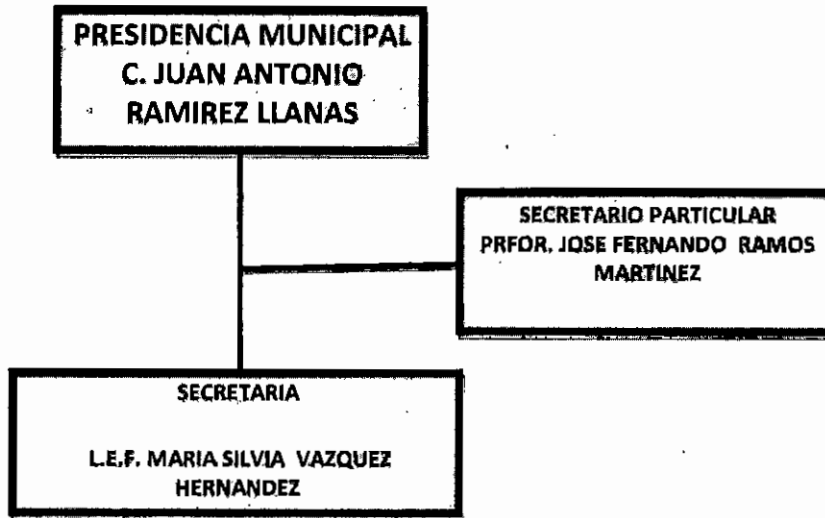 PRESIDENCIA MUNICIPAL
C. JUAN ANTONIO
RAMIREZ LLANAS
SECRETARIO PARTICULAR
PRFOR. JOSE FERNANDO RAMOS
MARTINEZ
SECRETARIA
L.E.F. MARIA SILVIA VAZQUEZ
HERNANDEZ